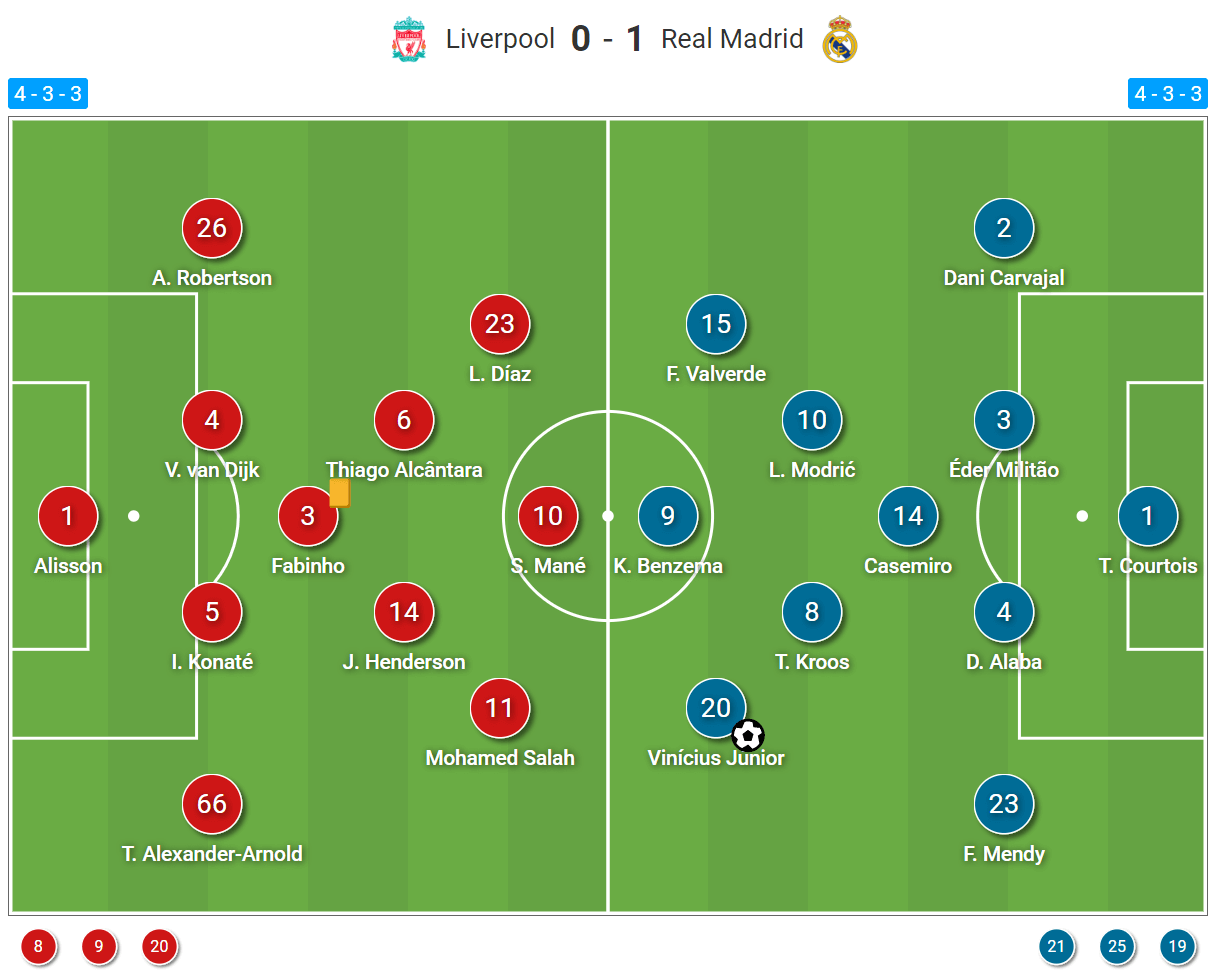 Liverpool 0 - 1 Real Madrid
4 - 3 - 3
4 - 3 - 3
26
A. Robertson
2
Dani Carvajal
23
L. Díaz
15
F. Valverde
4
V. van Dijk
6
Thiago Alcântara
10
L. Modrić
3
Éder Militão
1
Alisson
3
Fabinho
10
S. Mané
9
K. Benzema
14
Casemiro
1
T. Courtois
5
I. Konaté
14
J. Henderson
8
T. Kroos
4
D. Alaba
11
Mohamed Salah
20
Vinícius Júnior
66
T. Alexander-Arnold
23
F. Mendy
8 9 20
21 25 19